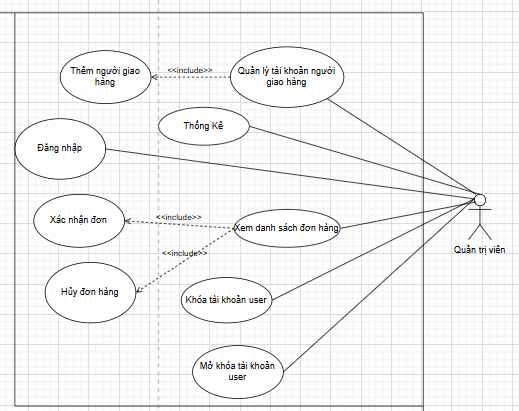 Thêm người giao
hàng
<<include>>
Quản lý tài khoản người
giao hàng
Thống Kê
Đăng nhập
Xác nhận đơn
<<include>>
Xem danh sách đơn hàng
Quản trị viên
<<include>>
Hủy đơn hàng
Khóa tài khoản user
Mở khóa tài khoản
user